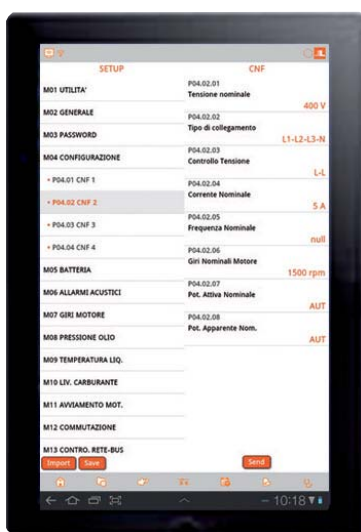 SETUP
M01 UTILITA'
M02 GENERALE
M03 PASSWORD
M04 CONFIGURAZIONE
P04.01 CNF 1
P04.02 CNF 2
P04.03 CNF 3
P04.04 CNF 4
M05 BATTERIA
M06 ALLARMI ACUSTICI
M07 GIRI MOTORE
M08 PRESSIONE OLIO
M09 TEMPERATURA LIQ.
M10 LIV. CARBURANTE
M11 AVVIAMENTO MOT.
M12 COMMUTAZIONE
M13 CONTRO. RETE-BUS
Import Save
CNF
P04.02.01
Tensione nominale
400 V
P04.02.02
Tipo di collegamento
L1-L2-L3-N
P04.02.03
Controllo Tensione
L-L
P04.02.04
Corrente Nominale
5 A
P04.02.05
Frequenza Nominale
null
P04.02.06
Giri Nominali Motore
1500 rpm
P04.02.07
Pot. Attiva Nominale
AUT
P04.02.08
Pot. Apparente Nom.
AUT
Send
10:18